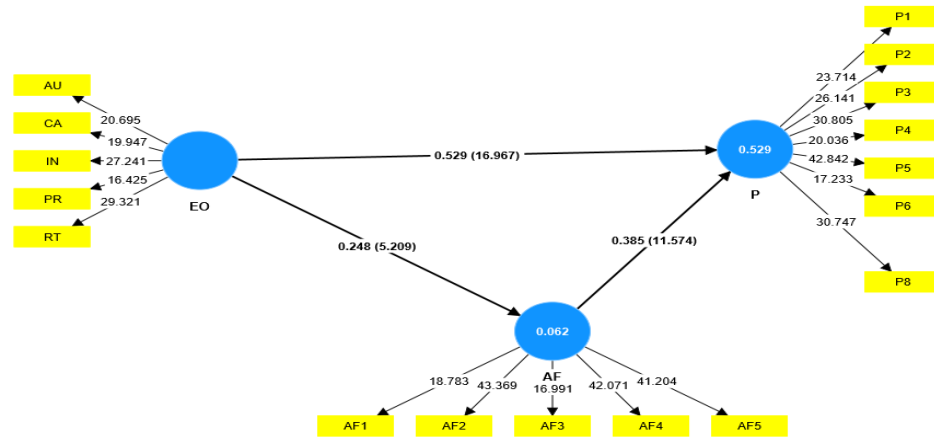 P1
P2
P3
P4
P5
P6
P8
23.714
26.141
30.805
20.036
42.842
17.233
30.747
AU
CA
IN
PR
RT
20.695
19.947
27.241
16.425
29.321
EO
0.529 (16.967)
0.529
P
0.248 (5.209)
0.385 (11.574)
0.062
AF
18.783
43.369
16.991
42.071
41.204
AF1
AF2
AF3
AF4
AF5